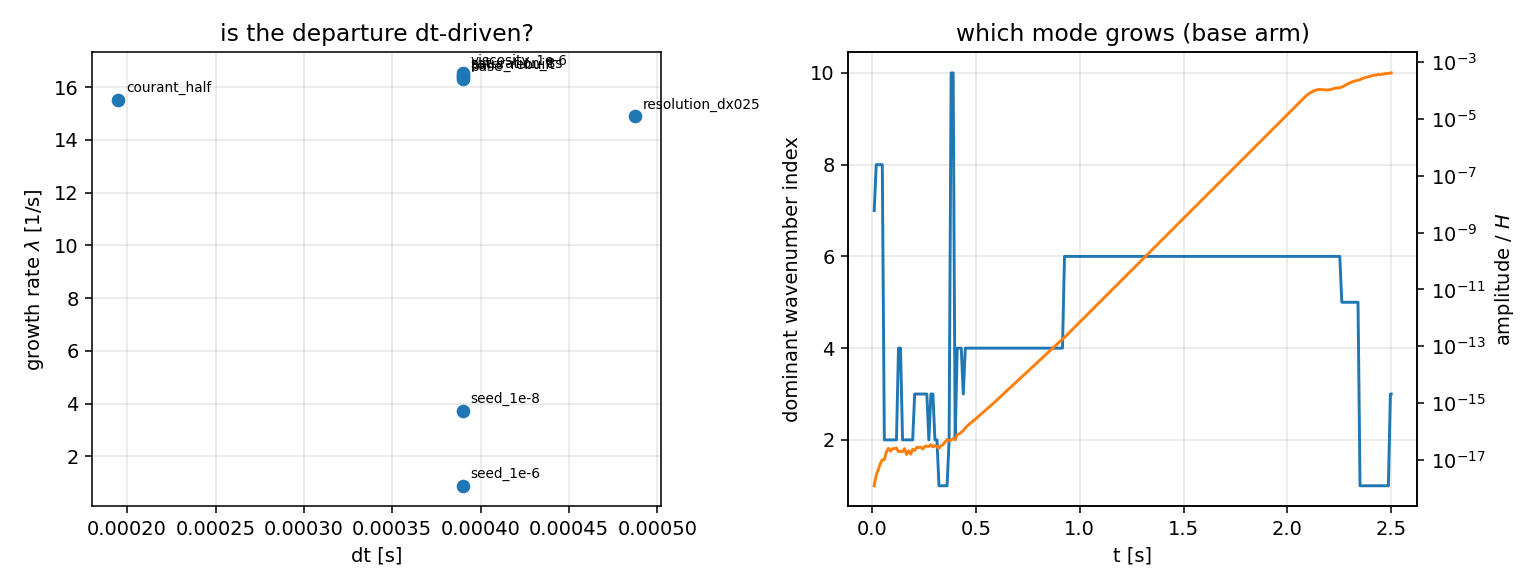 is the departure dt-driven?
growth rate λ [1/s]
16
14
12
10
8
6
4
2
courant_half
resolution_dx025
seed_1e-8
seed_1e-6
0.00020 0.00025 0.00030 0.00035 0.00040 0.00045 0.00050
dt [s]
which mode grows (base arm)
dominant wavenumber index
10
8
6
4
2
10⁻³
10⁻⁵
10⁻⁷
10⁻⁹
10⁻¹¹
10⁻¹³
10⁻¹⁵
10⁻¹⁷
amplitude / H
0.0 0.5 1.0 1.5 2.0 2.5
t [s]